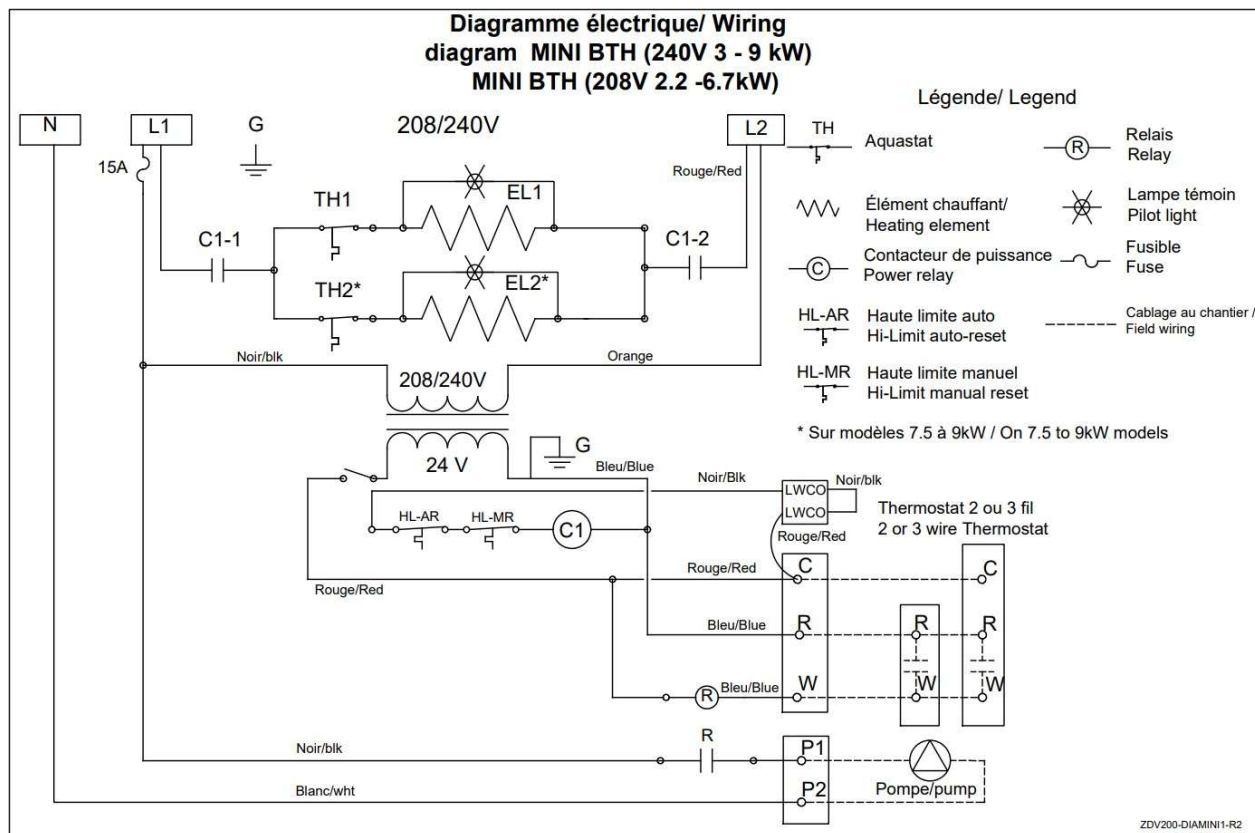 Diagramme électrique/ Wiring
diagram MINI BTH (240V 3 - 9 kW)
MINI BTH (208V 2.2 -6.7kW)
Légende/ Legend
N
L1
G
208/240V
L2
15A
Rouge/Red
TH
Aquastat
R
Relais
Relay
TH1
EL1
Élément chauffant/
Heating element
Lampe témoin
Pilot light
C1-1
C1-2
C
Contacteur de puissance
Power relay
Fusible
Fuse
TH2*
EL2*
HL-AR
Haute limite auto
Hi-Limit auto-reset
Cablage au chantier /
Field wiring
Noir/blk
Orange
208/240V
HL-MR
Haute limite manuel
Hi-Limit manual reset
* Sur modèles 7.5 à 9kW / On 7.5 to 9kW models
24 V
G
Bleu/Blue
Noir/Blk
LWCO
Noir/blk
LWCO
Thermostat 2 ou 3 fil
2 or 3 wire Thermostat
HL-AR
HL-MR
C1
Rouge/Red
Rouge/Red
Rouge/Red
C
C
Bleu/Blue
R
R
R
R
Bleu/Blue
W
W
W
Noir/blk
R
P1
Blanc/wht
P2
Pompe/pump
ZDV200-DIAMINI1-R2